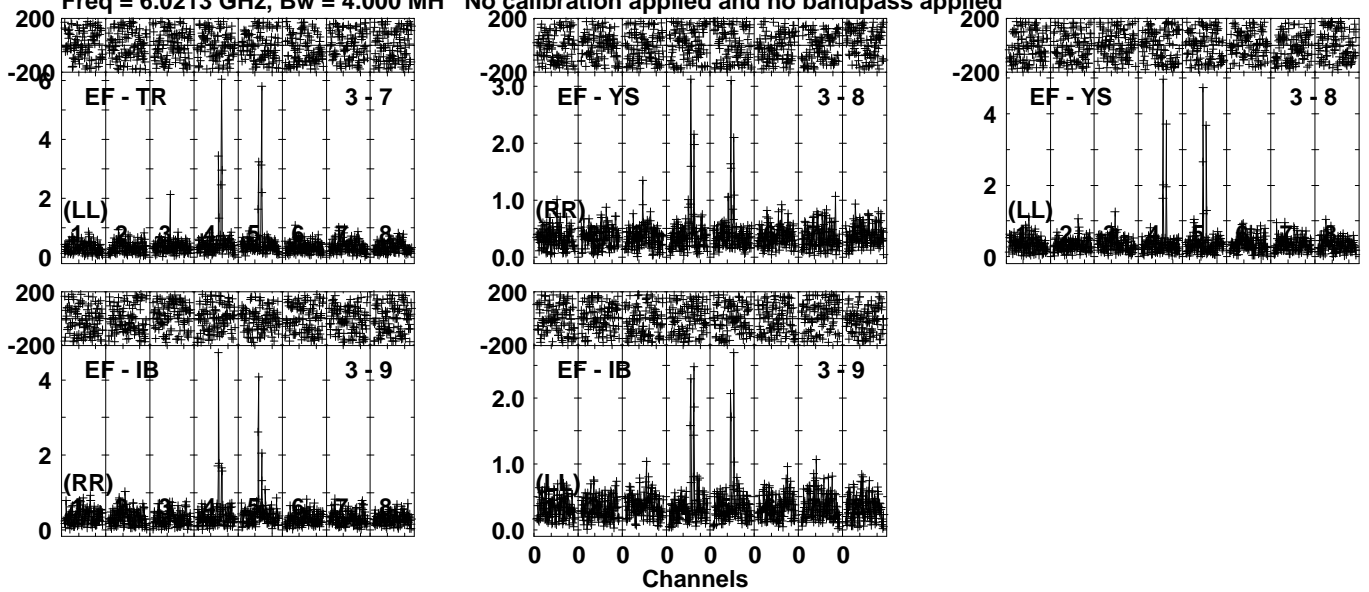 Freq = 6.0213 GHz, Bw = 4.000 MH No calibration applied and no bandpass applied
200 200 200
-200 -200 -200
6 3.0
EF - TR 3 - 7 EF - YS 3 - 8 EF - YS 3 - 8
4 2.0 4
2 1.0 2
(LL) (RR) (LL)
1 2 3 4 5 6 7 8 1 2 3 4 5 6 7 8
0 0.0 0
200 200
-200 -200
EF - IB 3 - 9 EF - IB 3 - 9
4 2.0
2 1.0
(RR) (LL)
1 2 3 4 5 6 7 8
0 0.0
0 0 0 0 0 0 0 0
Channels